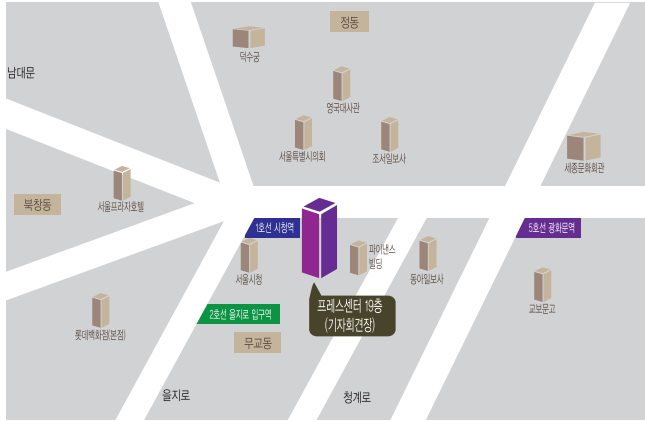 정동
덕수궁
남대문
영국대사관
서울특별시의회
조서일보사
세종문화회관
북창동
서울프라자호텔
1호선 시청역
5호선 광화문역
파이낸스
빌딩
서울시청
동아일보사
프레스센터 19층
(기자회견장)
교보문고
2호선 을지로 입구역
롯데백화점(본점)
무교동
을지로
청계로